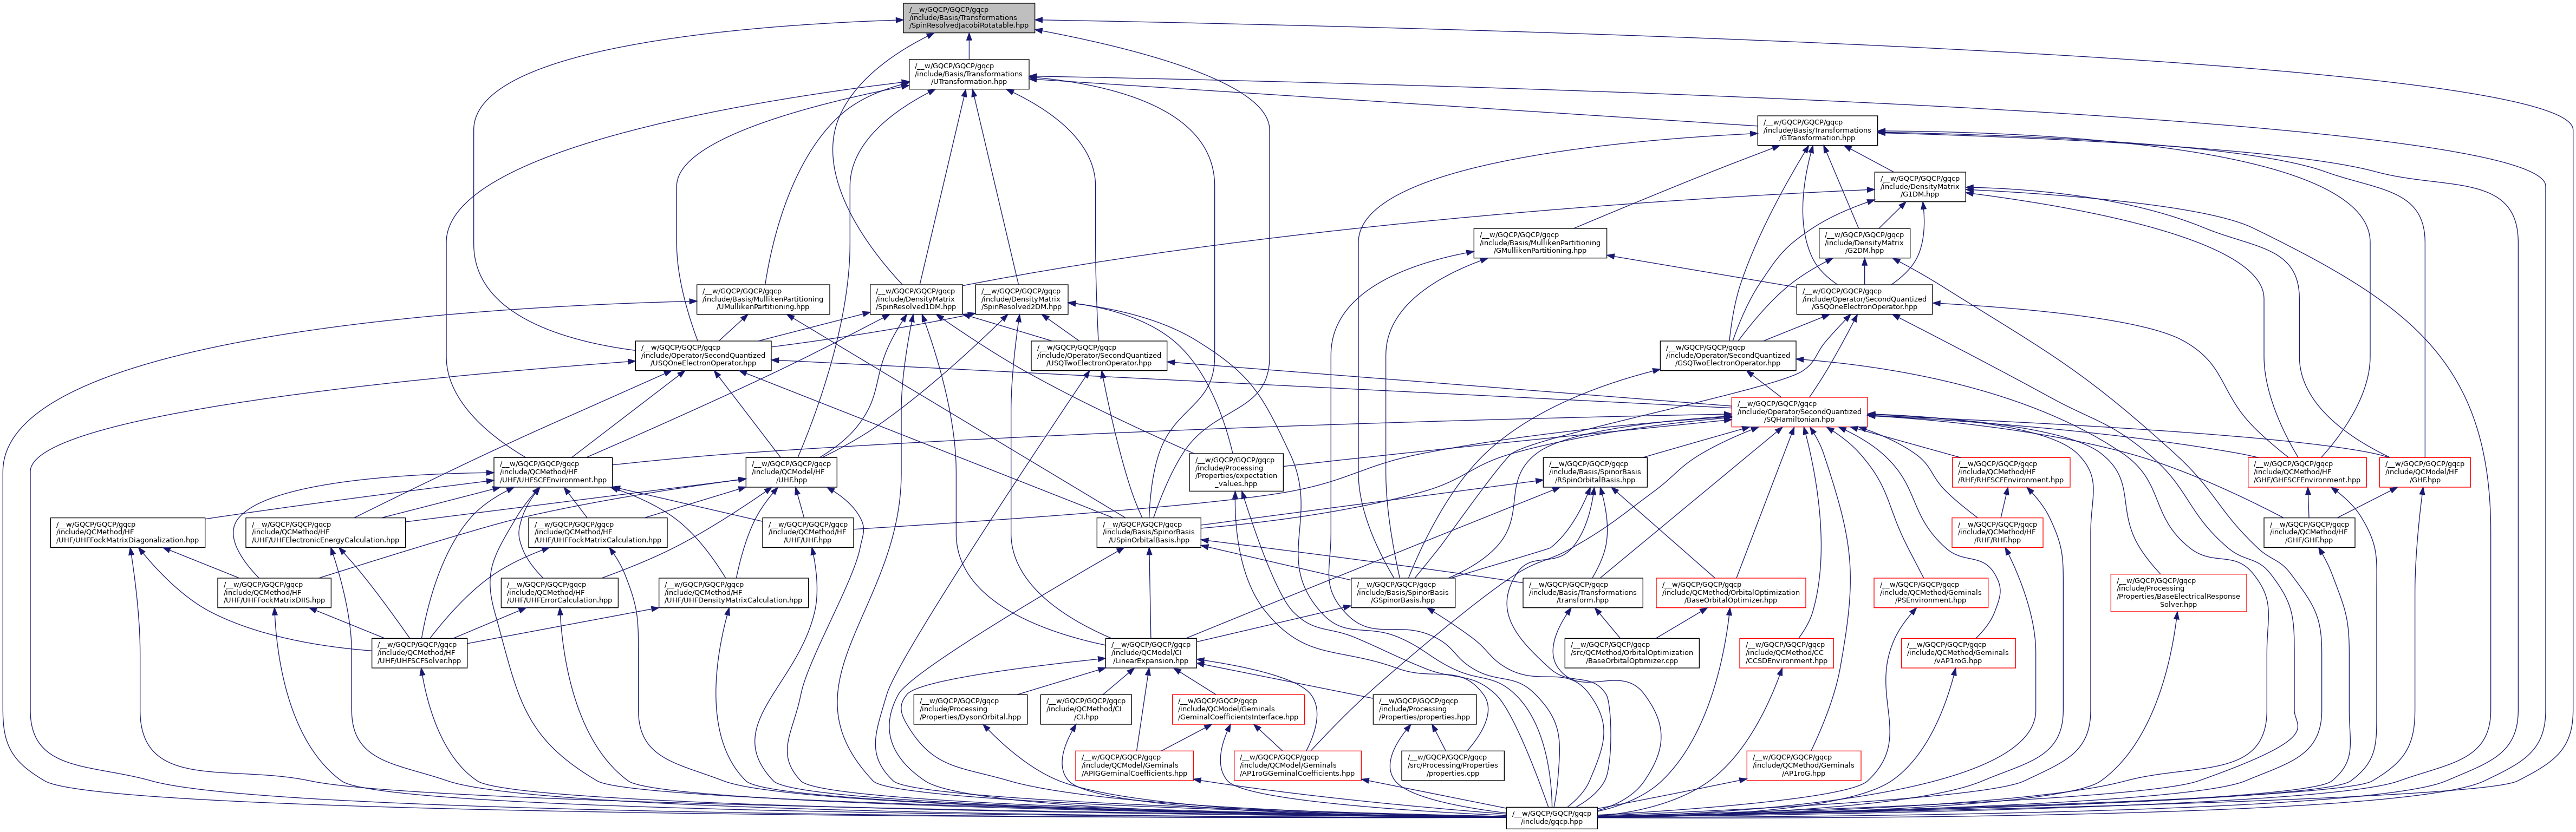 /__w/GQCP/GQCP/gqcp
/include/Basis/Transformations
/SpinResolvedJacobiRotatable.hpp
/__w/GQCP/GQCP/gqcp
/include/Basis/Transformations
/UTransformation.hpp
/__w/GQCP/GQCP/gqcp
/include/Basis/Transformations
/GTransformation.hpp
/__w/GQCP/GQCP/gqcp
/include/DensityMatrix
/G1DM.hpp
/__w/GQCP/GQCP/gqcp
/include/Basis/MullikenPartitioning
/GMullikenPartitioning.hpp
/__w/GQCP/GQCP/gqcp
/include/DensityMatrix
/G2DM.hpp
/__w/GQCP/GQCP/gqcp
/include/Basis/MullikenPartitioning
/UMullikenPartitioning.hpp
/__w/GQCP/GQCP/gqcp
/include/DensityMatrix
/SpinResolved1DM.hpp
/__w/GQCP/GQCP/gqcp
/include/DensityMatrix
/SpinResolved2DM.hpp
/__w/GQCP/GQCP/gqcp
/include/Operator/SecondQuantized
/GSQOneElectronOperator.hpp
/__w/GQCP/GQCP/gqcp
/include/Operator/SecondQuantized
/USQOneElectronOperator.hpp
/__w/GQCP/GQCP/gqcp
/include/Operator/SecondQuantized
/USQTwoElectronOperator.hpp
/__w/GQCP/GQCP/gqcp
/include/Operator/SecondQuantized
/GSQTwoElectronOperator.hpp
/__w/GQCP/GQCP/gqcp
/include/Operator/SecondQuantized
/SQHamiltonian.hpp
/__w/GQCP/GQCP/gqcp
/include/QCMethod/HF
/UHF/UHFSCFEnvironment.hpp
/__w/GQCP/GQCP/gqcp
/include/QCModel/HF
/UHF.hpp
/__w/GQCP/GQCP/gqcp
/include/Processing
/Properties/expectation
_values.hpp
/__w/GQCP/GQCP/gqcp
/include/Basis/SpinorBasis
/RSpinOrbitalBasis.hpp
/__w/GQCP/GQCP/gqcp
/include/QCMethod/HF
/RHF/RHFSCFEnvironment.hpp
/__w/GQCP/GQCP/gqcp
/include/QCMethod/HF
/GHF/GHFSCFEnvironment.hpp
/__w/GQCP/GQCP/gqcp
/include/QCModel/HF
/GHF.hpp
/__w/GQCP/GQCP/gqcp
/include/QCMethod/HF
/UHF/UHFFockMatrixDiagonalization.hpp
/__w/GQCP/GQCP/gqcp
/include/QCMethod/HF
/UHF/UHFElectronicEnergyCalculation.hpp
/__w/GQCP/GQCP/gqcp
/include/QCMethod/HF
/UHF/UHFFockMatrixCalculation.hpp
/__w/GQCP/GQCP/gqcp
/include/QCMethod/HF
/UHF/UHF.hpp
/__w/GQCP/GQCP/gqcp
/include/Basis/SpinorBasis
/USpinOrbitalBasis.hpp
/__w/GQCP/GQCP/gqcp
/include/QCMethod/HF
/RHF/RHF.hpp
/__w/GQCP/GQCP/gqcp
/include/QCMethod/HF
/GHF/GHF.hpp
/__w/GQCP/GQCP/gqcp
/include/QCMethod/HF
/UHF/UHFFockMatrixDIIS.hpp
/__w/GQCP/GQCP/gqcp
/include/QCMethod/HF
/UHF/UHFErrorCalculation.hpp
/__w/GQCP/GQCP/gqcp
/include/QCMethod/HF
/UHF/UHFDensityMatrixCalculation.hpp
/__w/GQCP/GQCP/gqcp
/include/Basis/SpinorBasis
/GSpinorBasis.hpp
/__w/GQCP/GQCP/gqcp
/include/Basis/Transformations
/transform.hpp
/__w/GQCP/GQCP/gqcp
/include/QCMethod/OrbitalOptimization
/BaseOrbitalOptimizer.hpp
/__w/GQCP/GQCP/gqcp
/include/QCMethod/Geminals
/PSEnvironment.hpp
/__w/GQCP/GQCP/gqcp
/include/Processing
/Properties/BaseElectricalResponse
Solver.hpp
/__w/GQCP/GQCP/gqcp
/include/QCMethod/HF
/UHF/UHFSCFSolver.hpp
/__w/GQCP/GQCP/gqcp
/include/QCModel/CI
/LinearExpansion.hpp
/__w/GQCP/GQCP/gqcp
/src/QCMethod/OrbitalOptimization
/BaseOrbitalOptimizer.cpp
/__w/GQCP/GQCP/gqcp
/include/QCMethod/CC
/CCSDEnvironment.hpp
/__w/GQCP/GQCP/gqcp
/include/QCMethod/Geminals
/vAP1roG.hpp
/__w/GQCP/GQCP/gqcp
/include/Processing
/Properties/DysonOrbital.hpp
/__w/GQCP/GQCP/gqcp
/include/QCMethod/CI
/CI.hpp
/__w/GQCP/GQCP/gqcp
/include/QCModel/Geminals
/GeminalCoefficientsInterface.hpp
/__w/GQCP/GQCP/gqcp
/include/Processing
/Properties/properties.hpp
/__w/GQCP/GQCP/gqcp
/include/QCModel/Geminals
/APIGGeminalCoefficients.hpp
/__w/GQCP/GQCP/gqcp
/include/QCModel/Geminals
/AP1roGGeminalCoefficients.hpp
/__w/GQCP/GQCP/gqcp
/src/Processing/Properties
/properties.cpp
/__w/GQCP/GQCP/gqcp
/include/QCMethod/Geminals
/AP1roG.hpp
/__w/GQCP/GQCP/gqcp
/include/gqcp.hpp